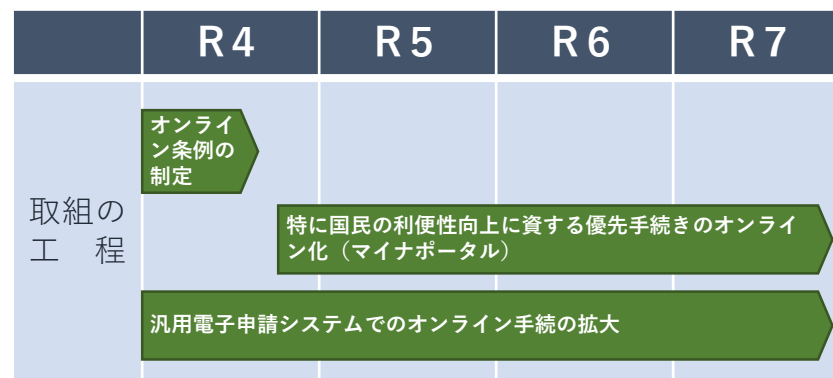 R4 R5 R6 R7
取組の
工 程
オンライ
ン条例の
制定
特に国民の利便性向上に資する優先手続きのオンライ
ン化（マイナポータル）
汎用電子申請システムでのオンライン手続の拡大